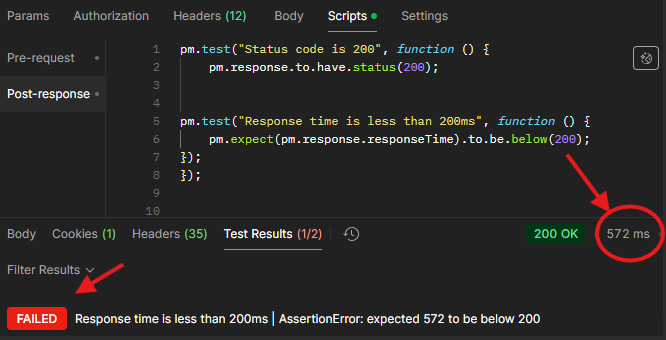 Params Authorization Headers (12) Body Scripts Settings
Pre-request
Post-response
1 pm.test("Status code is 200", function () {
2 pm.response.to.have.status(200);
3
4
5 pm.test("Response time is less than 200ms", function () {
6 pm.expect(pm.response.responseTime).to.be.below(200);
7 });
8 });
9
10
Body Cookies (1) Headers (35) Test Results (1/2) 200 OK 572 ms
Filter Results
FAILED Response time is less than 200ms | AssertionError: expected 572 to be below 200